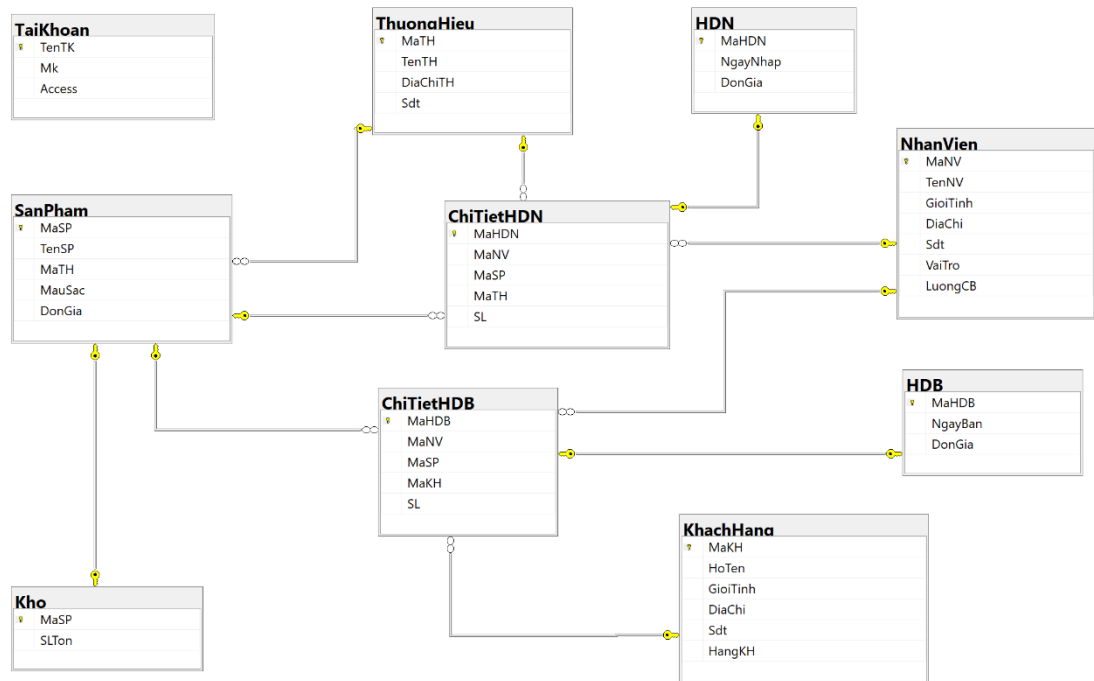 TaiKhoan
TenTK
Mk
Access
ThuongHieu
MaTH
TenTH
DiaChiTH
Sdt
HDN
MaHDN
NgayNhap
DonGia
NhanVien
MaNV
TenNV
GioiTinh
DiaChi
Sdt
VaiTro
LuongCB
SanPham
MaSP
TenSP
MaTH
MauSac
DonGia
ChiTietHDN
MaHDN
MaNV
MaSP
MaTH
SL
ChiTietHDB
MaHDB
MaNV
MaSP
MaKH
SL
HDB
MaHDB
NgayBan
DonGia
KhachHang
MaKH
HoTen
GioiTinh
DiaChi
Sdt
HangKH
Kho
MaSP
SLTon